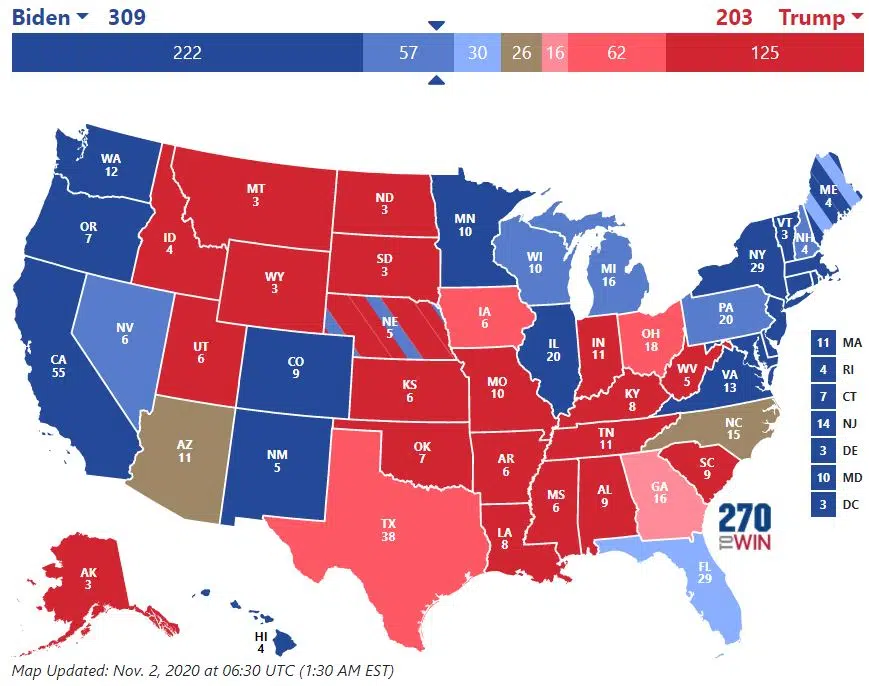 Biden 309
203 Trump
222 57 30 26 16 62 125
WA
12
OR
7
CA
55
NV
6
ID
4
MT
3
WY
3
UT
6
AZ
11
CO
9
NM
5
ND
3
SD
3
NE
5
KS
6
OK
7
TX
38
MN
10
IA
6
MO
10
AR
6
LA
8
WI
10
IL
20
MI
16
IN
11
OH
18
KY
8
TN
11
MS
6
AL
9
GA
16
FL
29
SC
9
NC
15
VA
13
WV
5
PA
20
NY
29
VT
3
NH
4
ME
4
11 MA
4 RI
7 CT
14 NJ
3 DE
10 MD
3 DC
AK
3
HI
4
270
TO WIN
Map Updated: Nov. 2, 2020 at 06:30 UTC (1:30 AM EST)